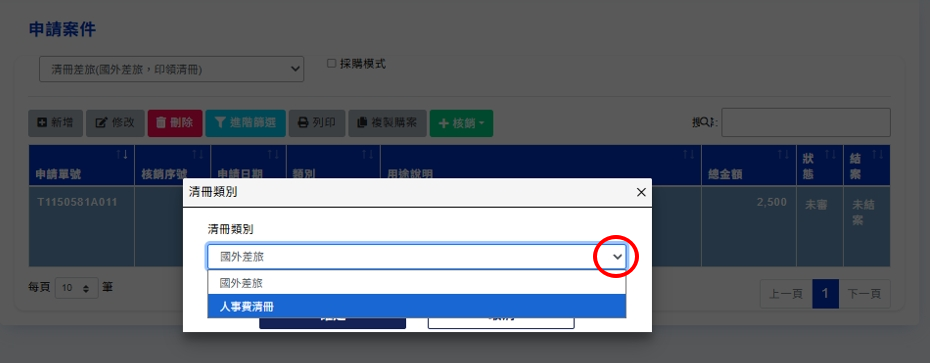 申請案件
清冊差旅(國外差旅，印領清冊)
採購模式
新增 修改 刪除 進階篩選 列印 複製購案 核銷
申請單號 核銷序號 申請日期 類別 用途說明 總金額 狀態 結案
T1150581A011 2,500 未審 未結案
清冊類別
清冊類別
國外差旅
國外差旅
人事費清冊
每頁 10 筆
上一頁 1 下一頁